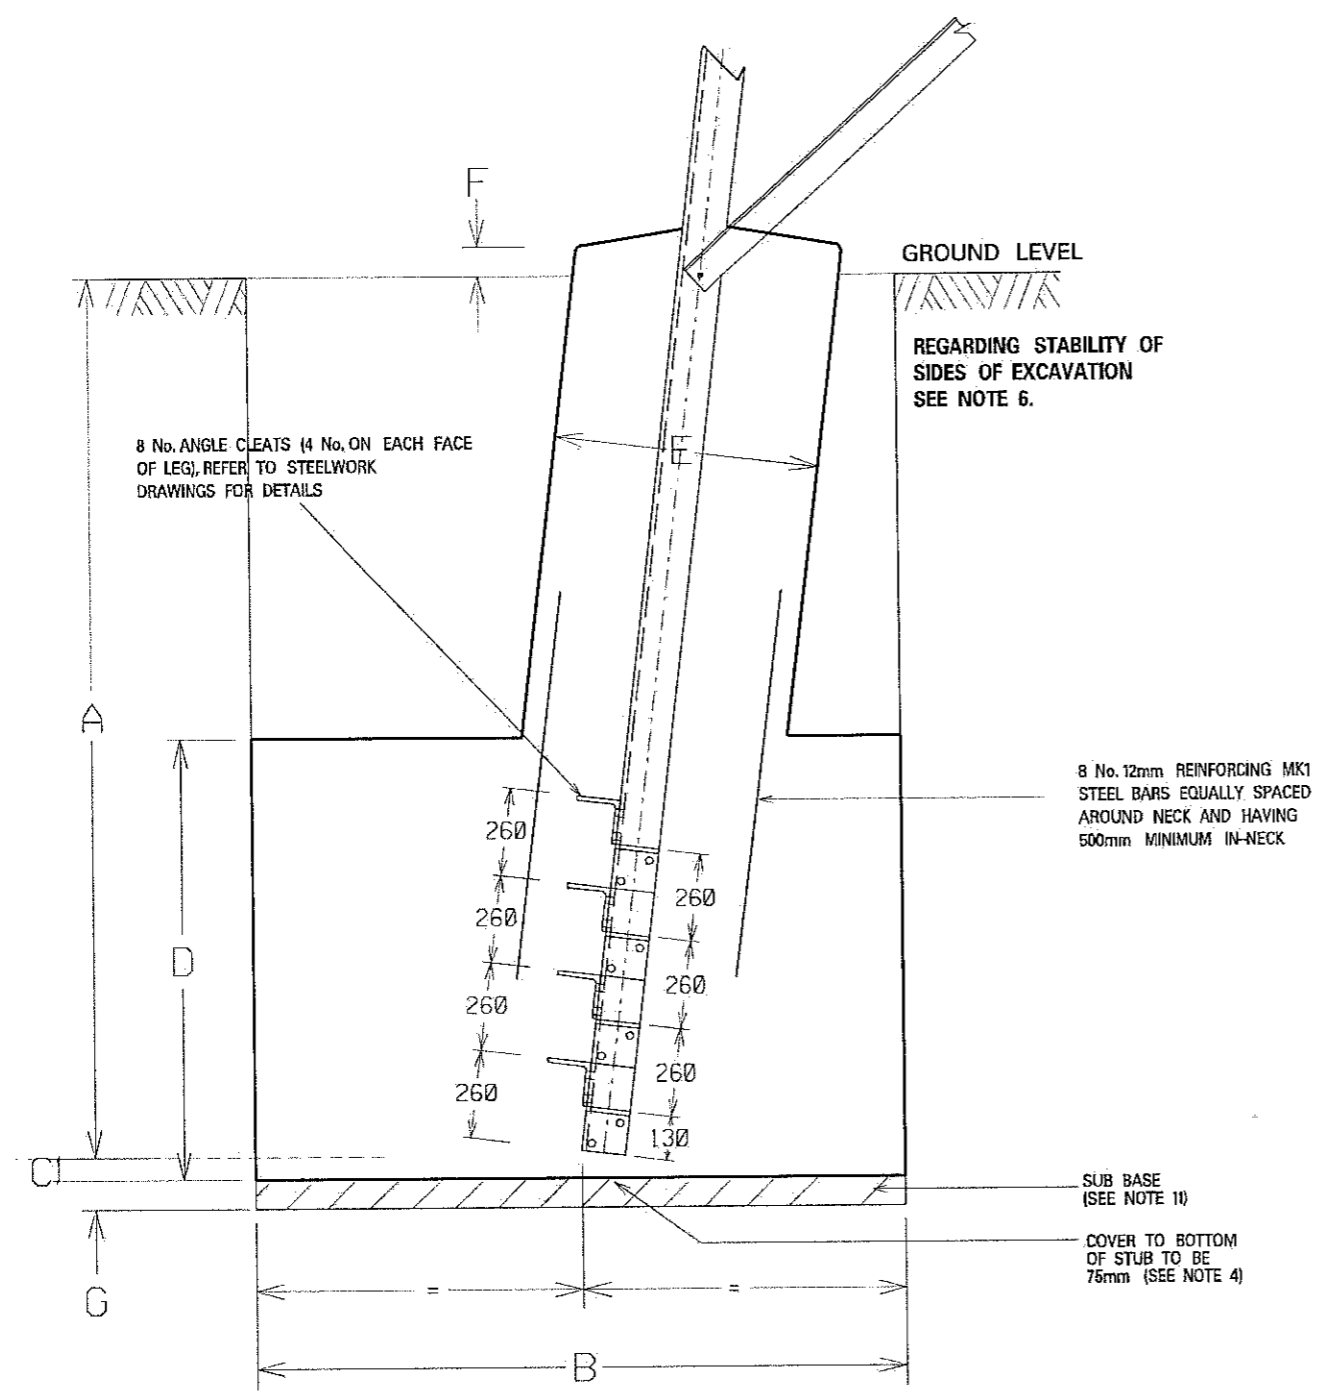 F
GROUND LEVEL
REGARDING STABILITY OF
SIDES OF EXCAVATION
SEE NOTE 6.
8 No. ANGLE CLEATS (4 No. ON EACH FACE
OF LEG), REFER TO STEELWORK
DRAWINGS FOR DETAILS
E
A
8 No. 12mm REINFORCING MK1
STEEL BARS EQUALLY SPACED
AROUND NECK AND HAVING
500mm MINIMUM IN-NECK
260
260
260
D
260
260
260
260
130
C
SUB BASE
(SEE NOTE 11)
COVER TO BOTTOM
OF STUB TO BE
75mm (SEE NOTE 4)
G
= =
B